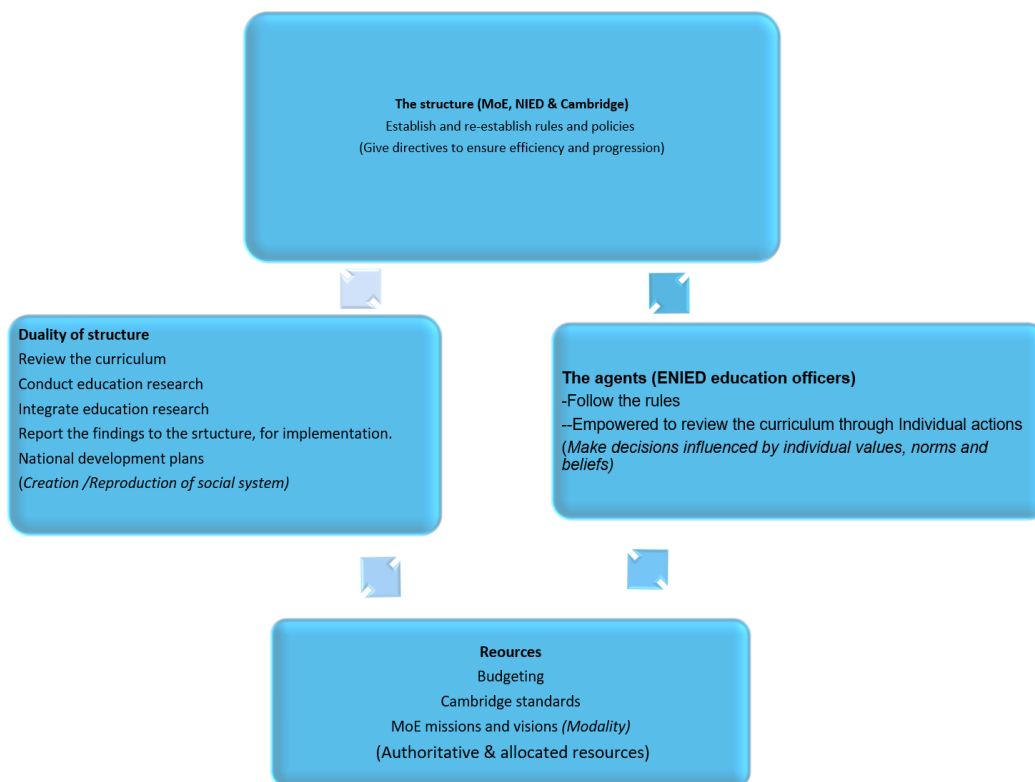 The structure (MoE, NIED & Cambridge)
Establish and re-establish rules and policies
(Give directives to ensure efficiency and progression)
Duality of structure
Review the curriculum
Conduct education research
Integrate education research
Report the findings to the srtucture, for implementation.
National development plans
(Creation /Reproduction of social system)
The agents (ENIED education officers)
-Follow the rules
--Empowered to review the curriculum through Individual actions
(Make decisions influenced by individual values, norms and
beliefs)
Reources
Budgeting
Cambridge standards
MoE missions and visions (Modality)
(Authoritative & allocated resources)